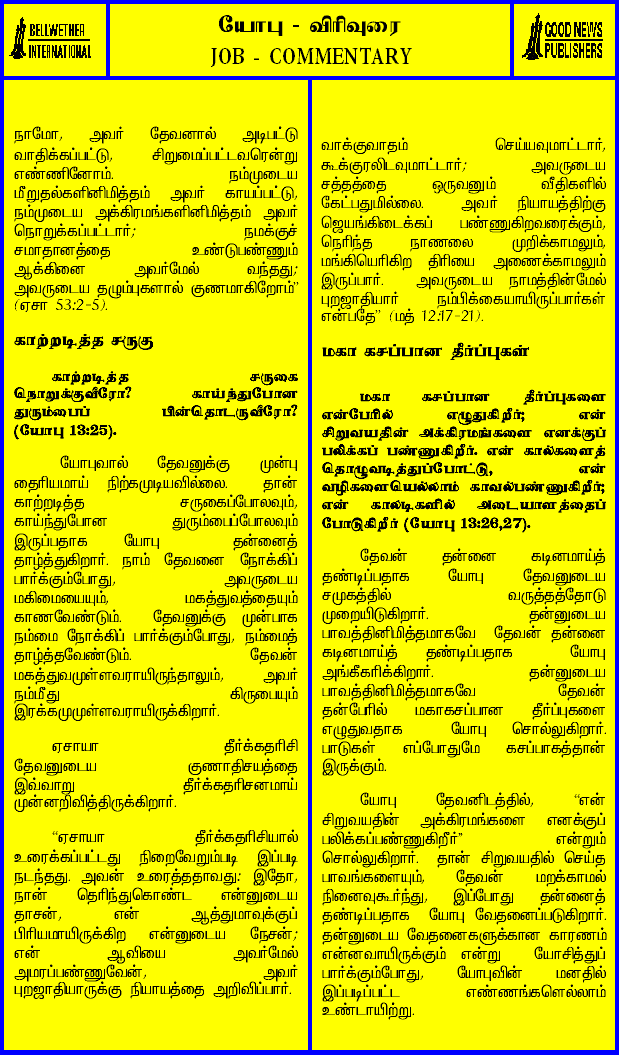 BELLWETHER
INTERNATIONAL
யோபு - விரிவுரை
JOB - COMMENTARY
GOOD NEWS
PUBLISHERS
நாமோ, அவர் தேவனால் அடிபட்டு
வாதிக்கப்பட்டு, சிறுமைப்பட்டவரென்று
எண்ணினோம். நம்முடைய
மீறுதல்களினிமித்தம் அவர் காயப்பட்டு,
நம்முடைய அக்கிரமங்களினிமித்தம் அவர்
நொறுக்கப்பட்டார்; நமக்குச்
சமாதானத்தை உண்டுபண்ணும்
ஆக்கினை அவர்மேல் வந்தது;
அவருடைய தழும்புகளால் குணமாகிறோம்”
(ஏசா 53:2-5).
காற்றடித்த சருகு
காற்றடித்த சருகை
நொறுக்குவீரோ? காய்ந்துபோன
துரும்பைப் பின்தொடருவீரோ?
(யோபு 13:25).
யோபுவால் தேவனுக்கு முன்பு
தைரியமாய் நிற்கமுடியவில்லை. தான்
காற்றடித்த சருகைப்போலவும்,
காய்ந்துபோன துரும்பைப்போலவும்
இருப்பதாக யோபு தன்னைத்
தாழ்த்துகிறார். நாம் தேவனை நோக்கிப்
பார்க்கும்போது, அவருடைய
மகிமையையும், மகத்துவத்தையும்
காணவேண்டும். தேவனுக்கு முன்பாக
நம்மை நோக்கிப் பார்க்கும்போது, நம்மைத்
தாழ்த்தவேண்டும். தேவன்
மகத்துவமுள்ளவராயிருந்தாலும், அவர்
நம்மீது கிருபையும்
இரக்கமுமுள்ளவராயிருக்கிறார்.
ஏசாயா தீர்க்கதரிசி
தேவனுடைய குணாதிசயத்தை
இவ்வாறு தீர்க்கதரிசனமாய்
முன்னறிவித்திருக்கிறார்.
“ஏசாயா தீர்க்கதரிசியால்
உரைக்கப்பட்டது நிறைவேறும்படி இப்படி
நடந்தது. அவன் உரைத்ததாவது: இதோ,
நான் தெரிந்துகொண்ட என்னுடைய
தாசன், என் ஆத்துமாவுக்குப்
பிரியமாயிருக்கிற என்னுடைய நேசன்;
என் ஆவியை அவர்மேல்
அமரப்பண்ணுவேன், அவர்
புறஜாதியாருக்கு நியாயத்தை அறிவிப்பார்.
வாக்குவாதம் செய்யவுமாட்டார்,
கூக்குரலிடவுமாட்டார்; அவருடைய
சத்தத்தை ஒருவனும் வீதிகளில்
கேட்பதுமில்லை. அவர் நியாயத்திற்கு
ஜெயங்கிடைக்கப் பண்ணுகிறவரைக்கும்,
நெரிந்த நாணலை முறிக்காமலும்,
மங்கியெரிகிற திரியை அணைக்காமலும்
இருப்பார். அவருடைய நாமத்தின்மேல்
புறஜாதியார் நம்பிக்கையாயிருப்பார்கள்
என்பதே” (மத் 12:17-21).
மகா கசப்பான தீர்ப்புகள்
மகா கசப்பான தீர்ப்புகளை
என்பேரில் எழுதுகிறீர்; என்
சிறுவயதின் அக்கிரமங்களை எனக்குப்
பலிக்கப் பண்ணுகிறீர். என் கால்களைத்
தொழுவடித்துப்போட்டு, என்
வழிகளையெல்லாம் காவல்பண்ணுகிறீர்;
என் காலடிகளில் அடையாளத்தைப்
போடுகிறீர் (யோபு 13:26,27).
தேவன் தன்னை கடினமாய்த்
தண்டிப்பதாக யோபு தேவனுடைய
சமுகத்தில் வருத்தத்தோடு
முறையிடுகிறார். தன்னுடைய
பாவத்தினிமித்தமாகவே தேவன் தன்னை
கடினமாய்த் தண்டிப்பதாக யோபு
அங்கீகரிக்கிறார். தன்னுடைய
பாவத்தினிமித்தமாகவே தேவன்
தன்பேரில் மகாகசப்பான தீர்ப்புகளை
எழுதுவதாக யோபு சொல்லுகிறார்.
பாடுகள் எப்போதுமே கசப்பாகத்தான்
இருக்கும்.
யோபு தேவனிடத்தில், “என்
சிறுவயதின் அக்கிரமங்களை எனக்குப்
பலிக்கப்பண்ணுகிறீர்” என்றும்
சொல்லுகிறார். தான் சிறுவயதில் செய்த
பாவங்களையும், தேவன் மறக்காமல்
நினைவுகூர்ந்து, இப்போது தன்னைத்
தண்டிப்பதாக யோபு வேதனைப்படுகிறார்.
தன்னுடைய வேதனைகளுக்கான காரணம்
என்னவாயிருக்கும் என்று யோசித்துப்
பார்க்கும்போது, யோபுவின் மனதில்
இப்படிப்பட்ட எண்ணங்களெல்லாம்
உண்டாயிற்று.